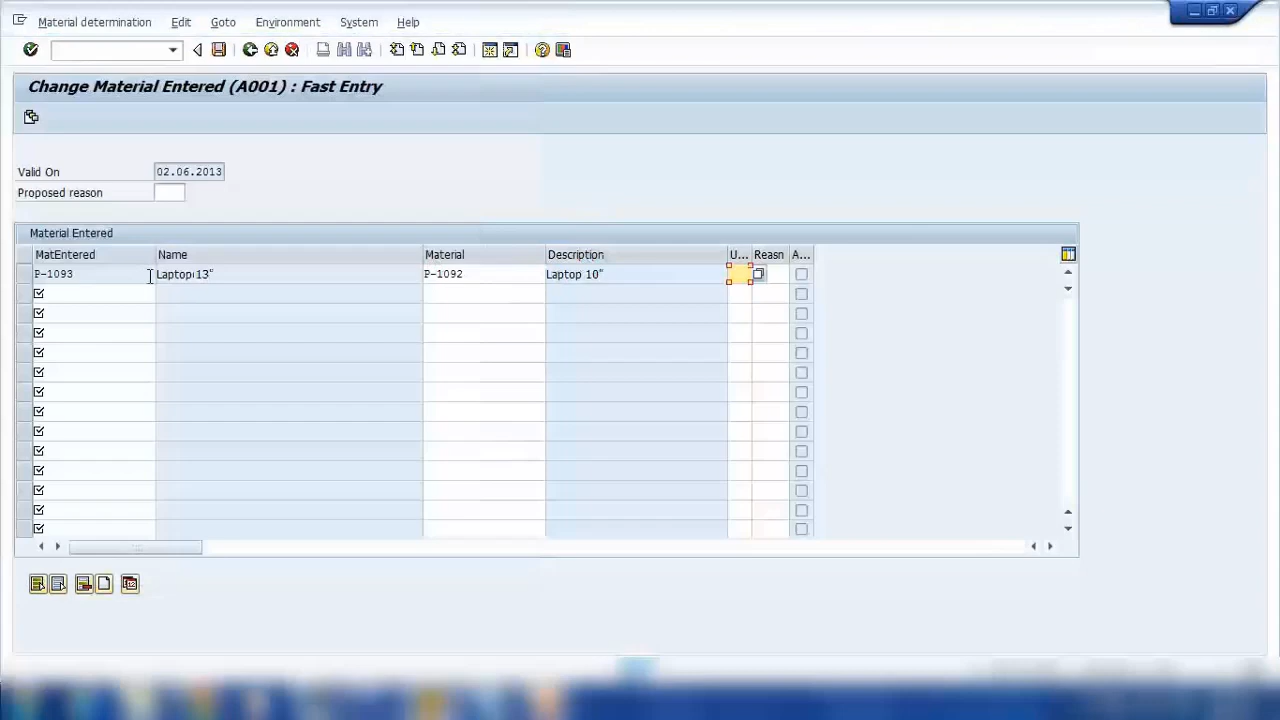 Material determination Edit Goto Environment System Help
Change Material Entered (A001) : Fast Entry
Valid On 02.06.2013
Proposed reason
Material Entered
MatEntered Name Material Description U... Reasn A...
P-1093 Laptop 13" P-1092 Laptop 10"